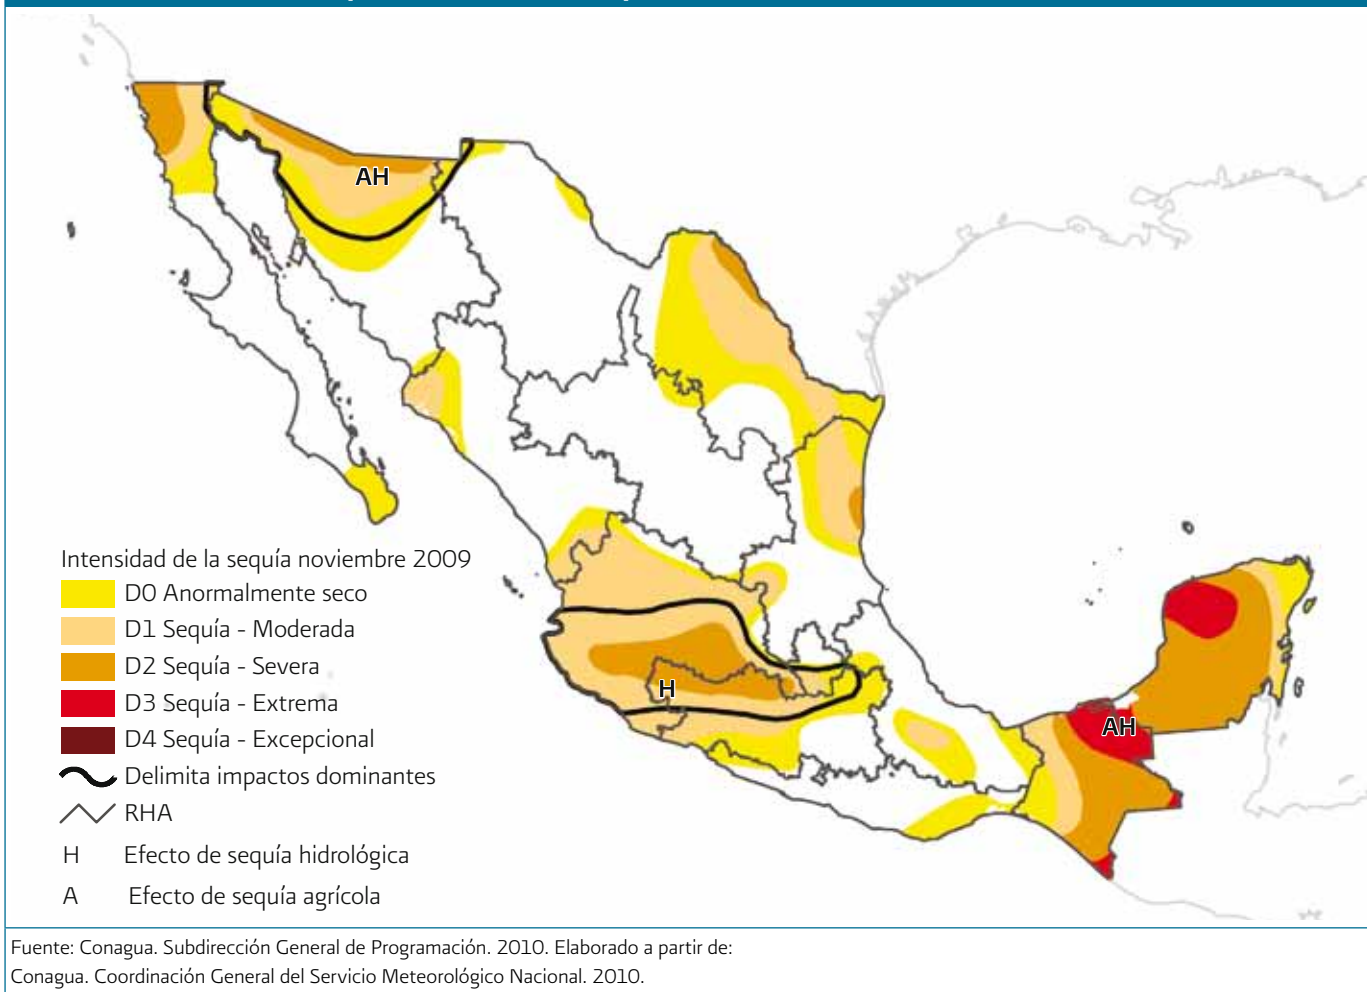 AH
H
AH
Intensidad de la sequía noviembre 2009
D0 Anormalmente seco
D1 Sequía - Moderada
D2 Sequía - Severa
D3 Sequía - Extrema
D4 Sequía - Excepcional
Delimita impactos dominantes
RHA
H Efecto de sequía hidrológica
A Efecto de sequía agrícola
Fuente: Conagua. Subdirección General de Programación. 2010. Elaborado a partir de:
Conagua. Coordinación General del Servicio Meteorológico Nacional. 2010.